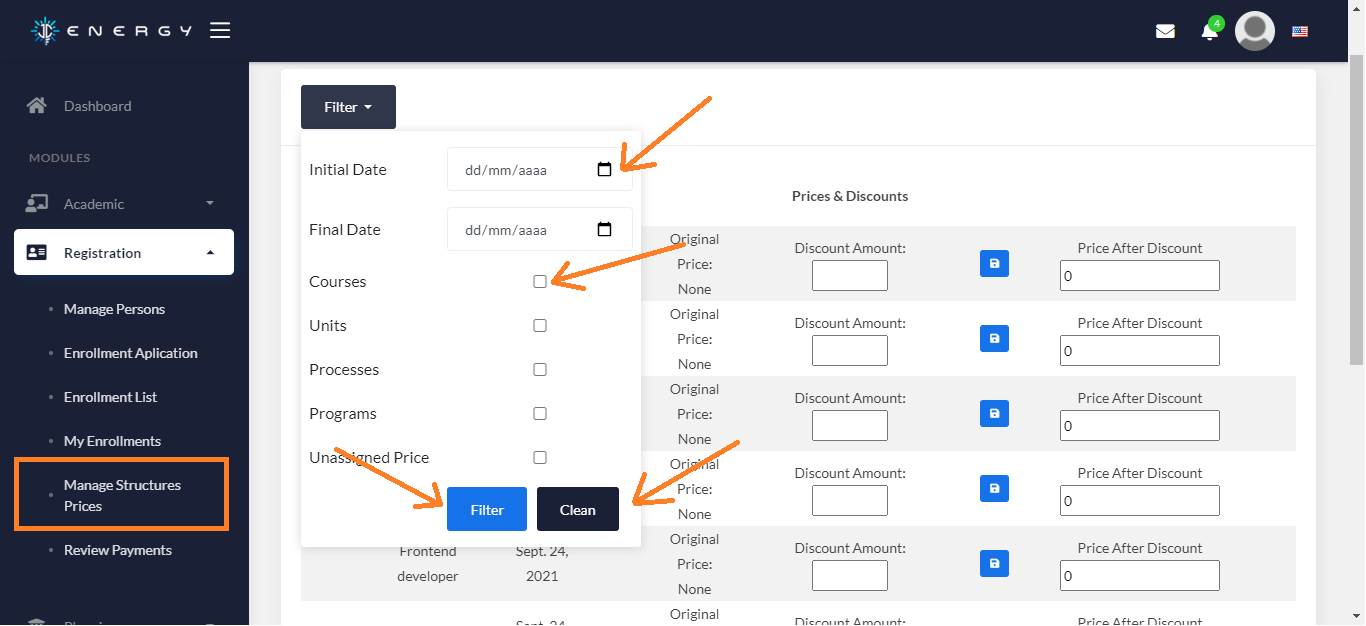 ENERGY
4
Dashboard
MODULES
Academic
Registration
Manage Persons
Enrollment Aplication
Enrollment List
My Enrollments
Manage Structures
Prices
Review Payments
Filter
Initial Date
dd/mm/aaaa
Final Date
dd/mm/aaaa
Courses
Units
Processes
Programs
Unassigned Price
Filter
Clean
Prices & Discounts
Original
Price:
None
Discount Amount:
Price After Discount
0
Original
Price:
None
Discount Amount:
Price After Discount
0
Original
Price:
None
Discount Amount:
Price After Discount
0
Original
Price:
None
Discount Amount:
Price After Discount
0
Frontend
developer
Sept. 24,
2021
Original
Price:
None
Discount Amount:
Price After Discount
0
Sept. 24,
Original
Discount Amount:
Price After Discount